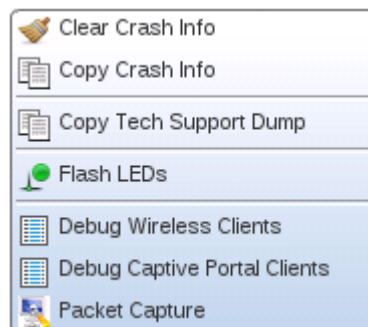 Clear Crash Info
Copy Crash Info
Copy Tech Support Dump
Flash LEDs
Debug Wireless Clients
Debug Captive Portal Clients
Packet Capture